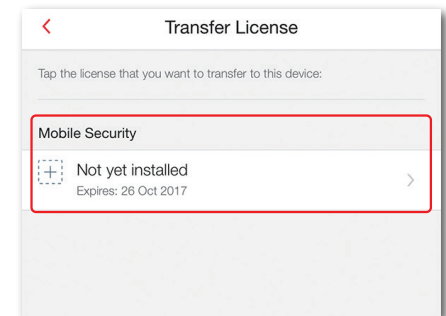 Transfer License
Tap the license that you want to transfer to this device:
Mobile Security
Not yet installed
Expires: 26 Oct 2017